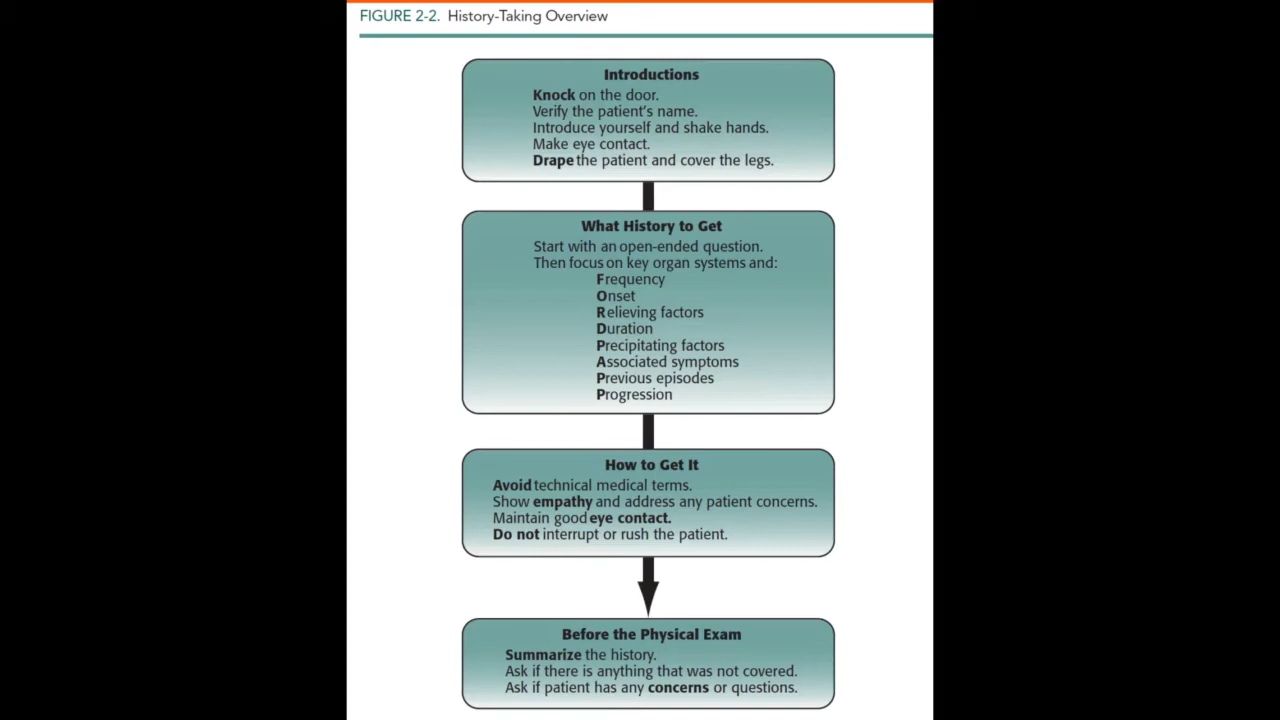 FIGURE 2-2. History-Taking Overview
Introductions
Knock on the door.
Verify the patient's name.
Introduce yourself and shake hands.
Make eye contact.
Drape the patient and cover the legs.
What History to Get
Start with an open-ended question.
Then focus on key organ systems and:
Frequency
Onset
Relieving factors
Duration
Precipitating factors
Associated symptoms
Previous episodes
Progression
How to Get It
Avoid technical medical terms.
Show empathy and address any patient concerns.
Maintain good eye contact.
Do not interrupt or rush the patient.
Before the Physical Exam
Summarize the history.
Ask if there is anything that was not covered.
Ask if patient has any concerns or questions.